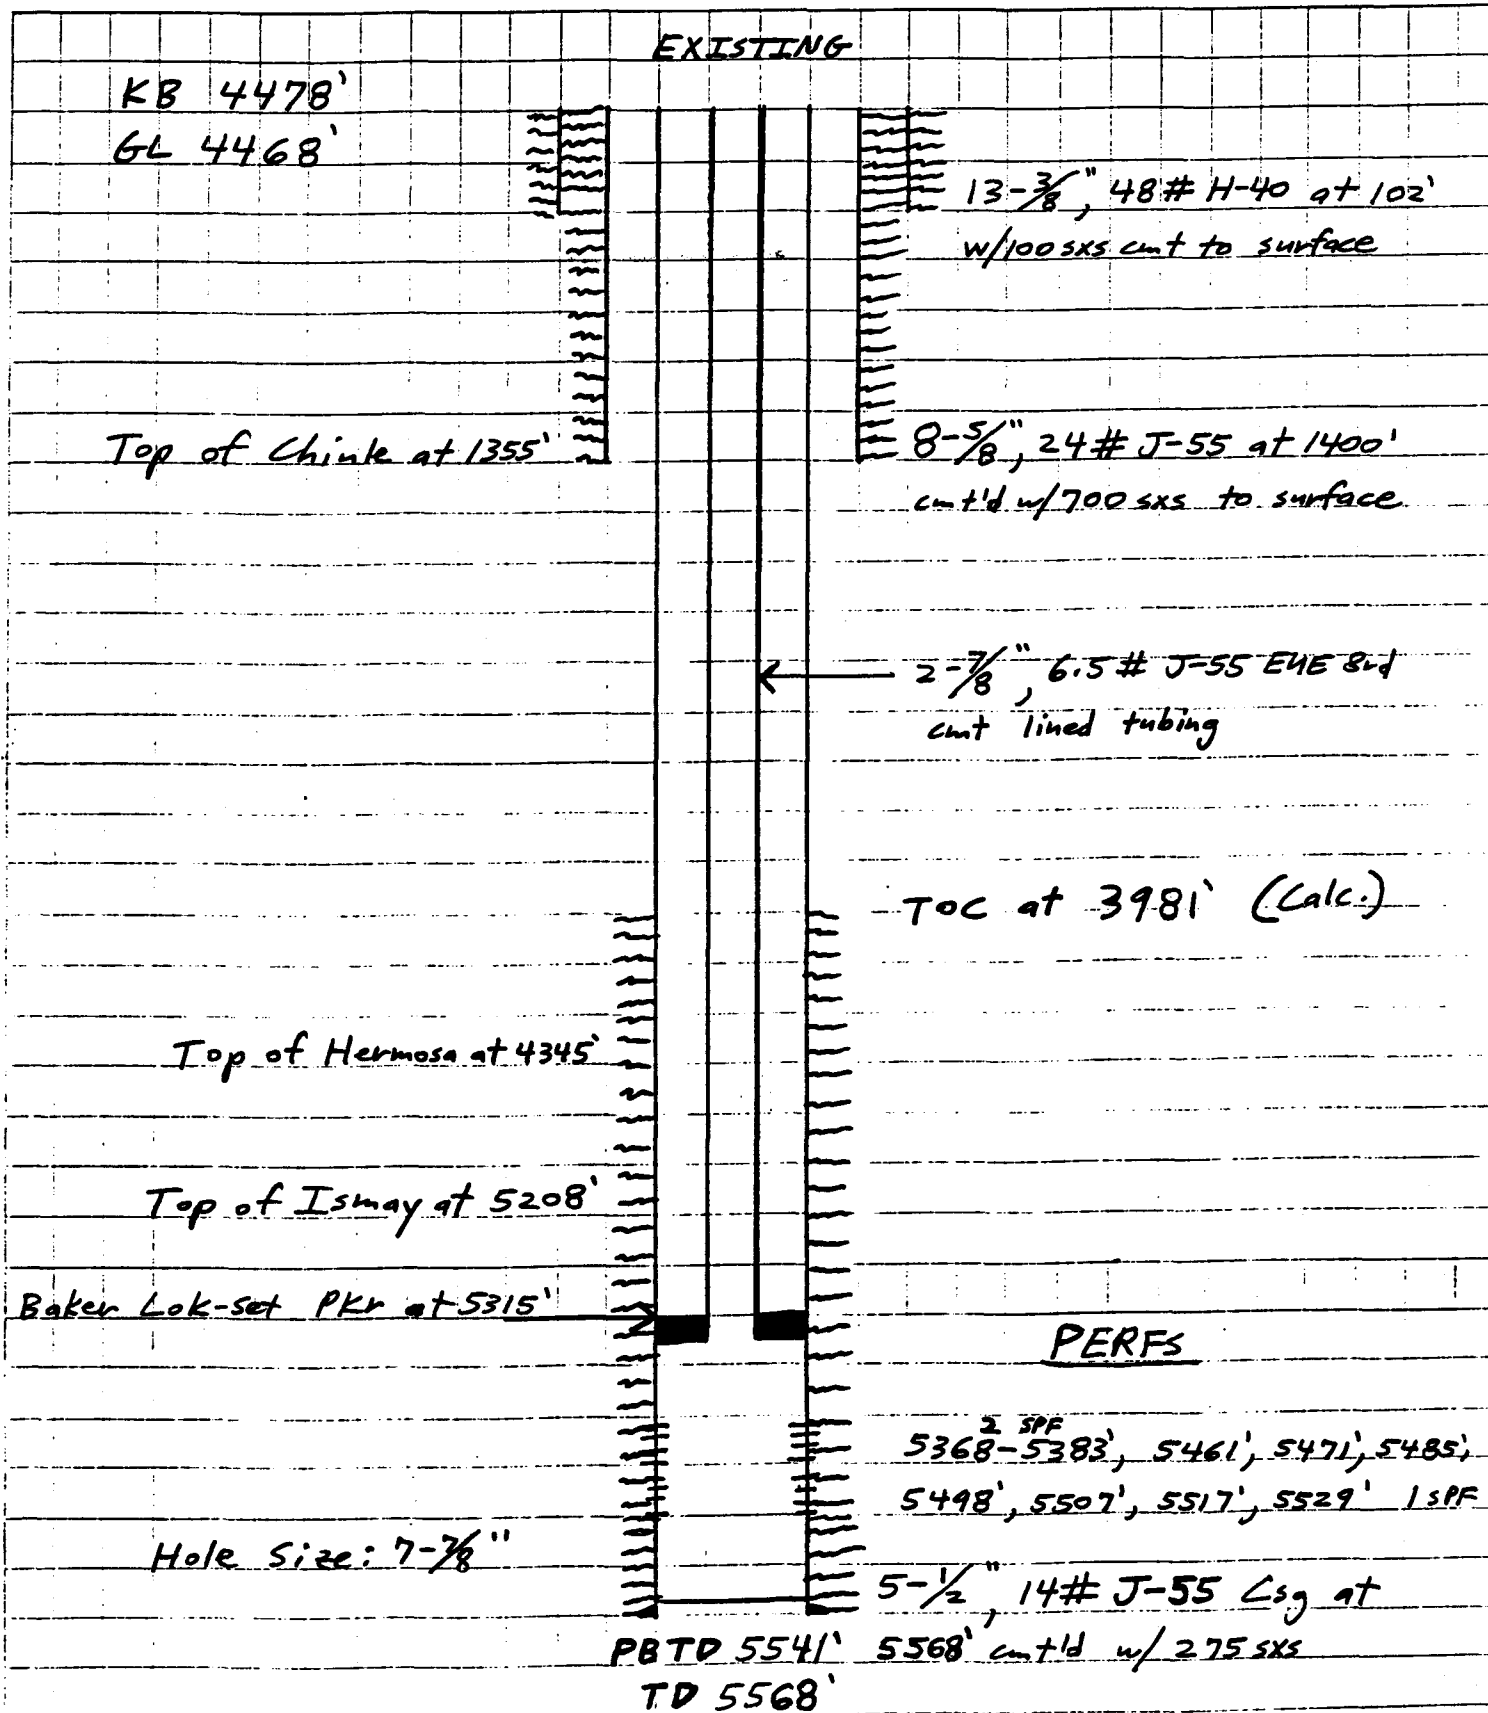 EXISTING
KB 4478'
GL 4468'
13-3/8", 48# H-40 at 102'
w/100 sxs cmt to surface
Top of Chinle at 1355'
8-5/8", 24# J-55 at 1400'
cmt'd w/700 sxs to surface
2-7/8", 6.5# J-55 EUE 8rd
cmt lined tubing
TOC at 3981' (Calc.)
Top of Hermosa at 4345'
Top of Ismay at 5208'
Baker Lok-set PKr at 5315'
PERFS
2 SPF
5368-5383', 5461', 5471', 5485',
5498', 5507', 5517', 5529' 1 SPF
Hole Size: 7-7/8"
5-1/2", 14# J-55 Csg at
5568' cmt'd w/ 275 sxs
PBTD 5541'
TD 5568'